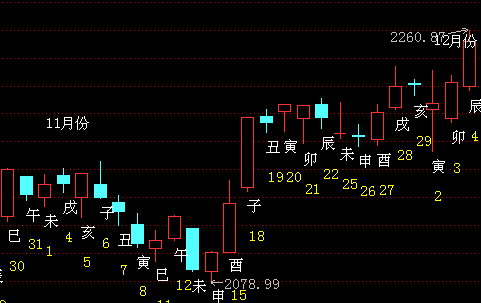 2260.87
12月份
11月份
辰
亥
戌
卯
4
丑
寅
辰
未
申
酉
29
卯
28
寅
3
19
20
21
22
25
26
27
2
戌
午
未
亥
子
子
巳
31
4
丑
6
18
30
1
5
寅
午
酉
7
巳
8
12
未
2078.99
申
15